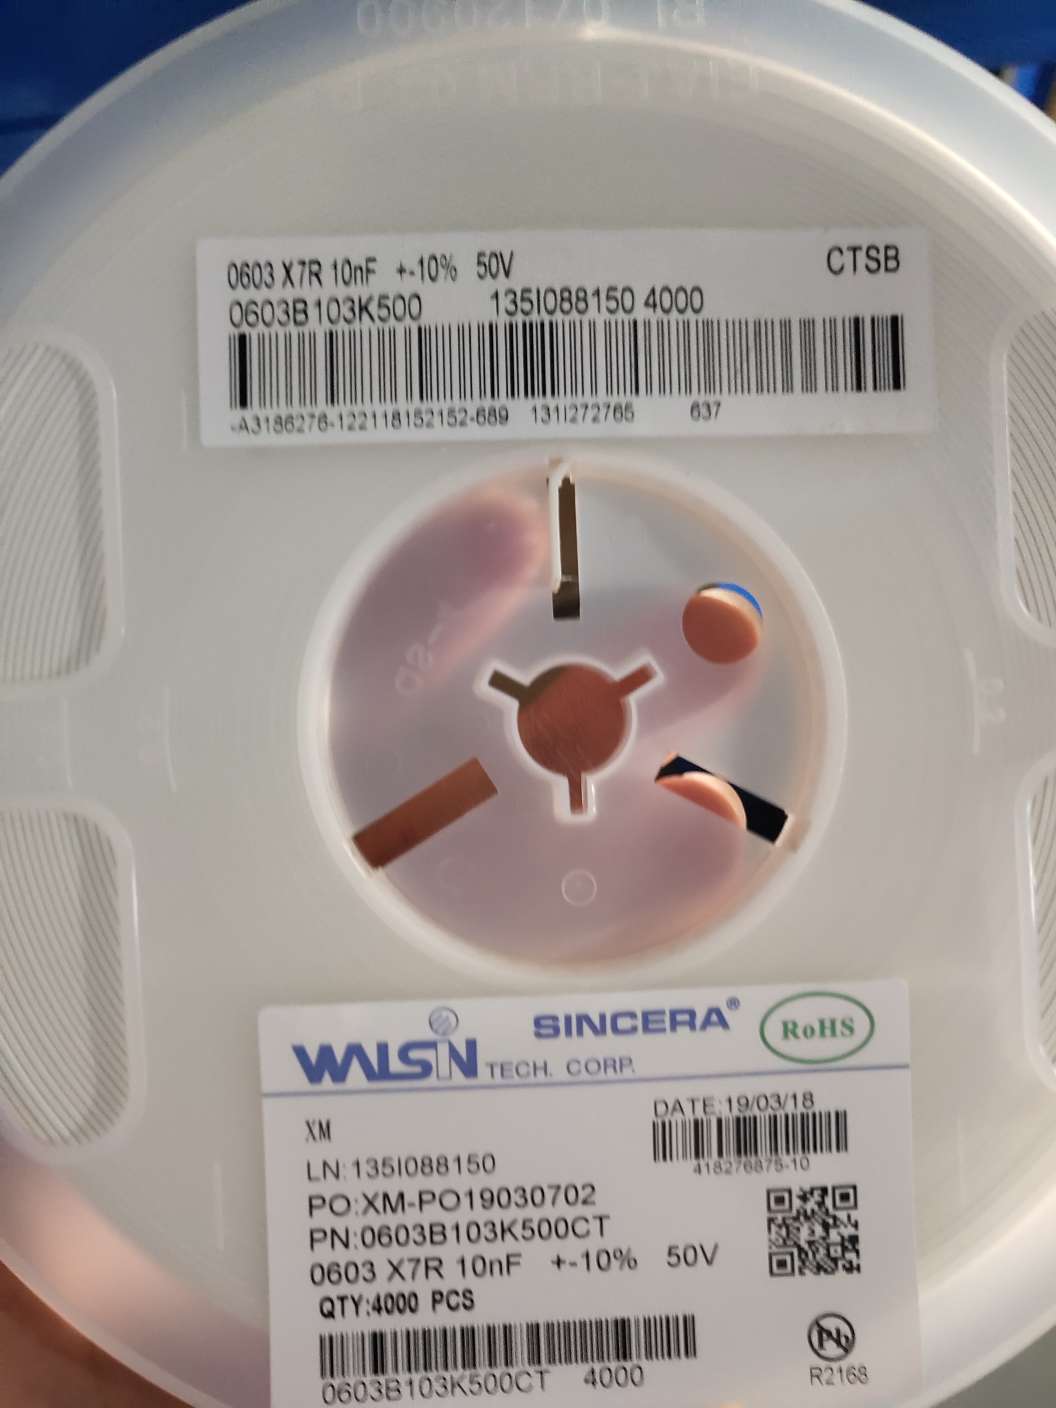 0603 X7R 10nF +-10% 50V CTSB
0603B103K500 135I088150 4000
-A3186276-122118152152-689 131I272765 637
WALSIN TECH. CORP. SINCERA® RoHS
XM
DATE:19/03/18
418276875-10
LN:135I088150
PO:XM-PO19030702
PN:0603B103K500CT
0603 X7R 10nF +-10% 50V
QTY:4000 PCS
0603B103K500CT 4000
Pb
R2168